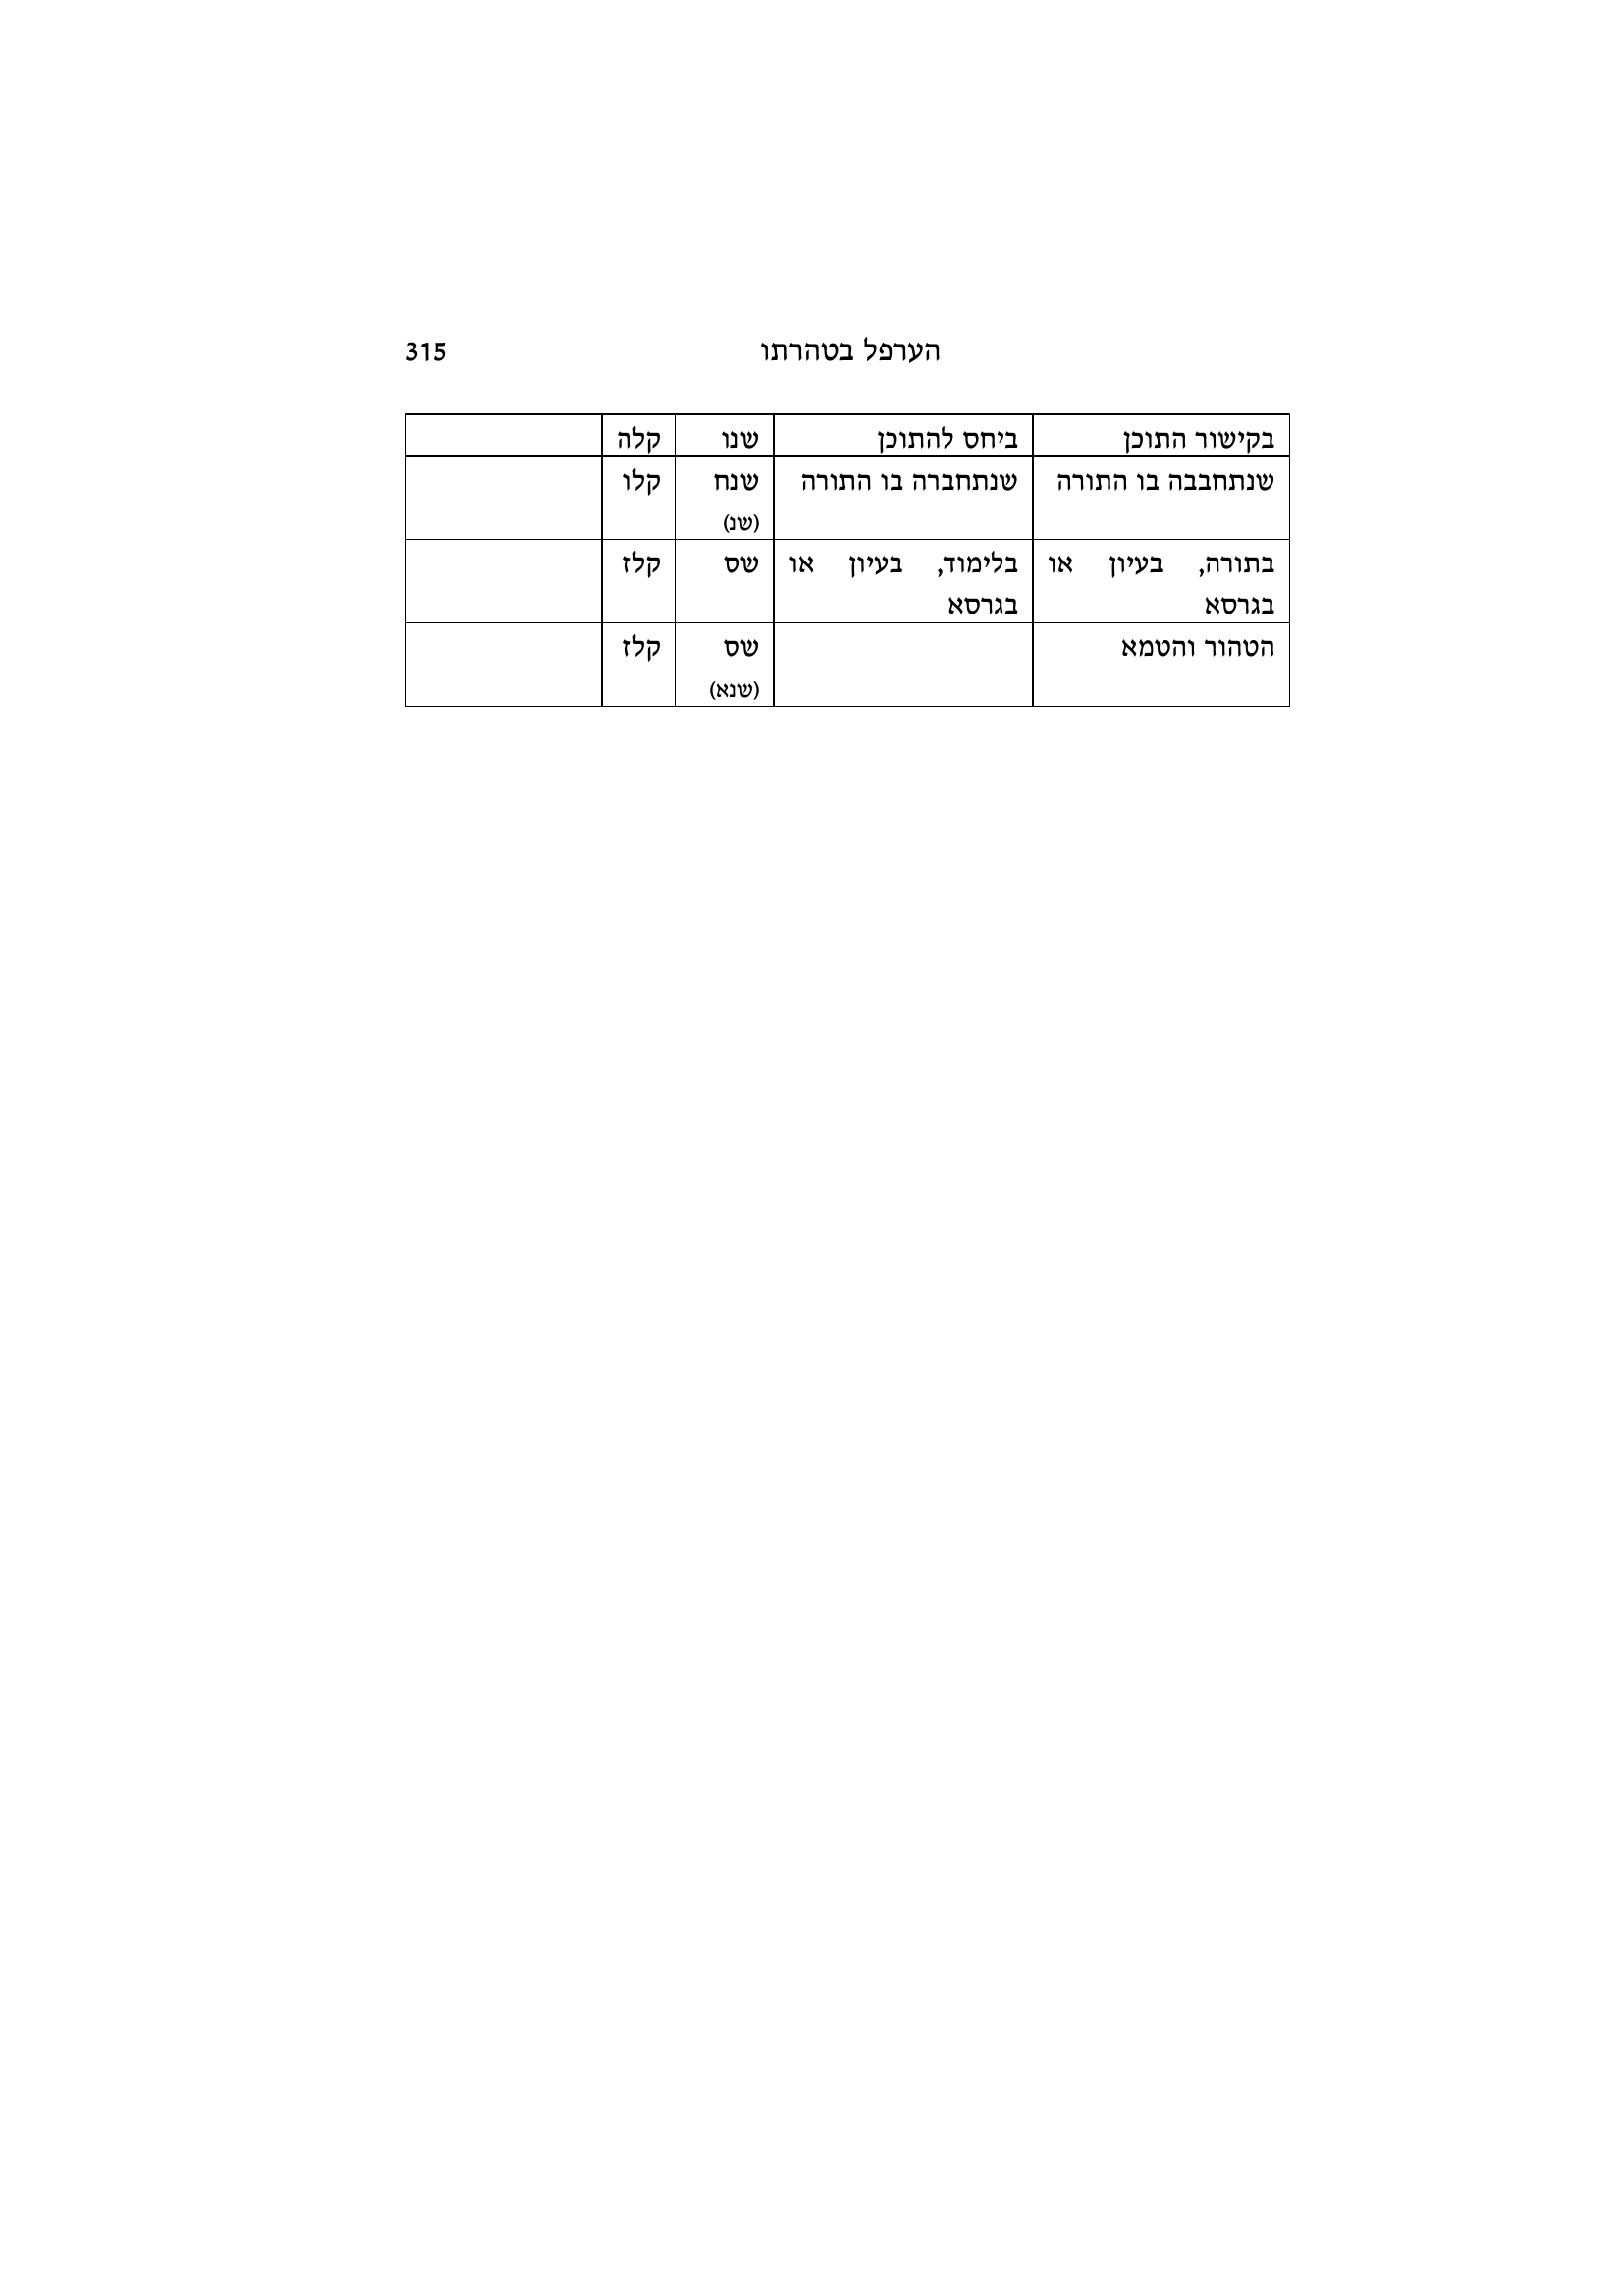 הערפל בטהרתו 315
בקישור התוכן ביחס להתוכן שנו קלה
שנתחבבה בו התורה שנתחברה בו התורה שנח קלו
(שנ)
בתורה, בעיון או בלימוד, בעיון או שס קלז
בגרסא בגרסא
הטהור והטמא שס קלז
(שנא)